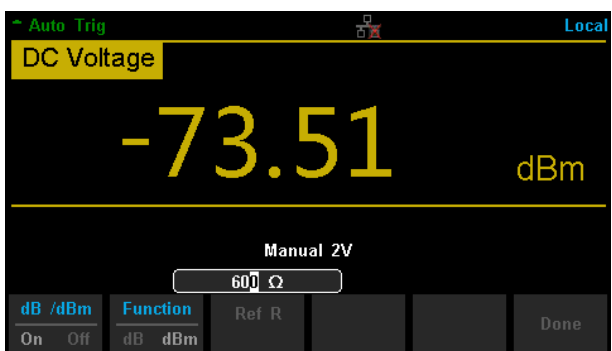 Auto Trig Local
DC Voltage
-73.51 dBm
Manual 2V
600 Ω
dB /dBm Function Ref R Done
On Off dB dBm